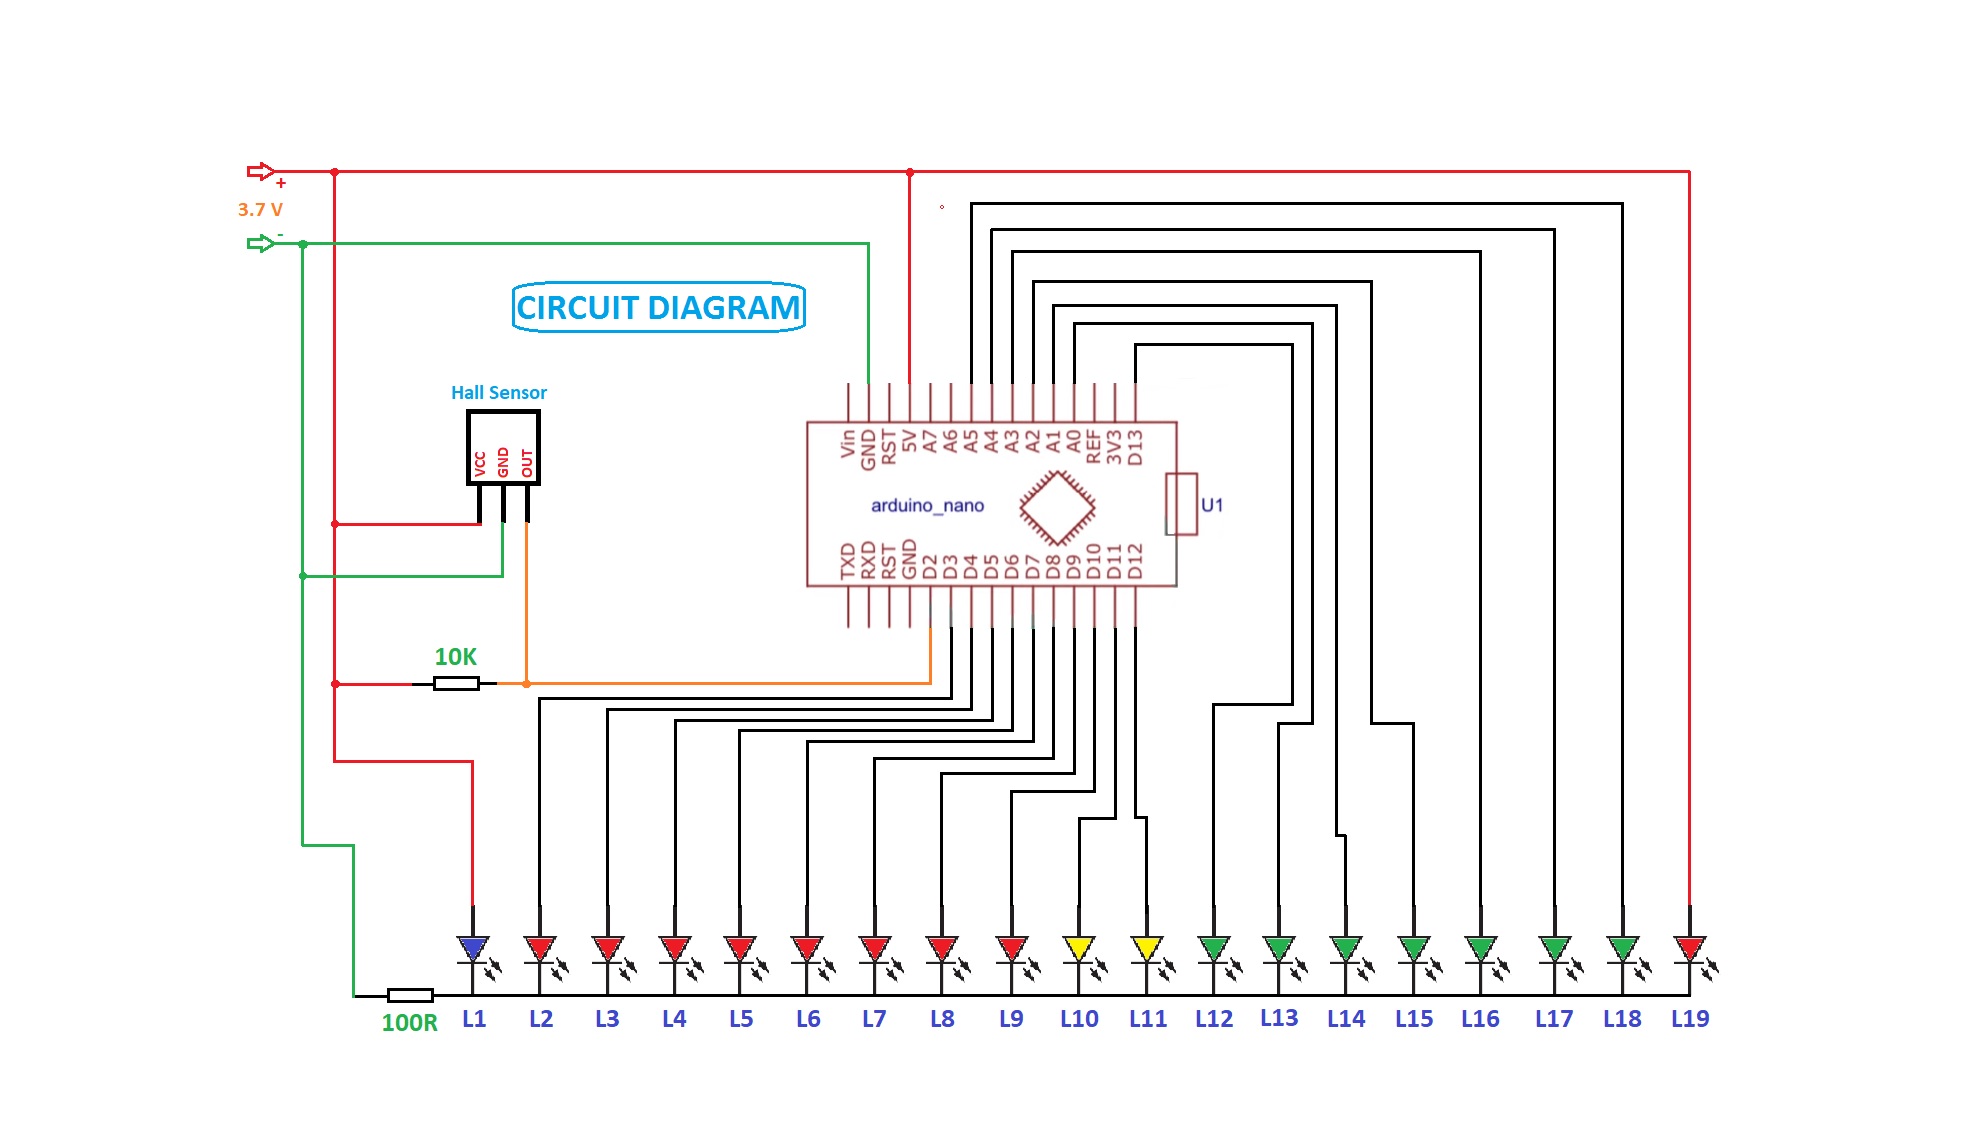 +
3.7 V
-
CIRCUIT DIAGRAM
Hall Sensor
VCC GND OUT
Vin GND RST 5V A7 A6 A5 A4 A3 A2 A1 A0 REF 3V3 D13
arduino_nano
U1
TXD RXD RST GND D2 D3 D4 D5 D6 D7 D8 D9 D10 D11 D12
10K
100R
L1 L2 L3 L4 L5 L6 L7 L8 L9 L10 L11 L12 L13 L14 L15 L16 L17 L18 L19